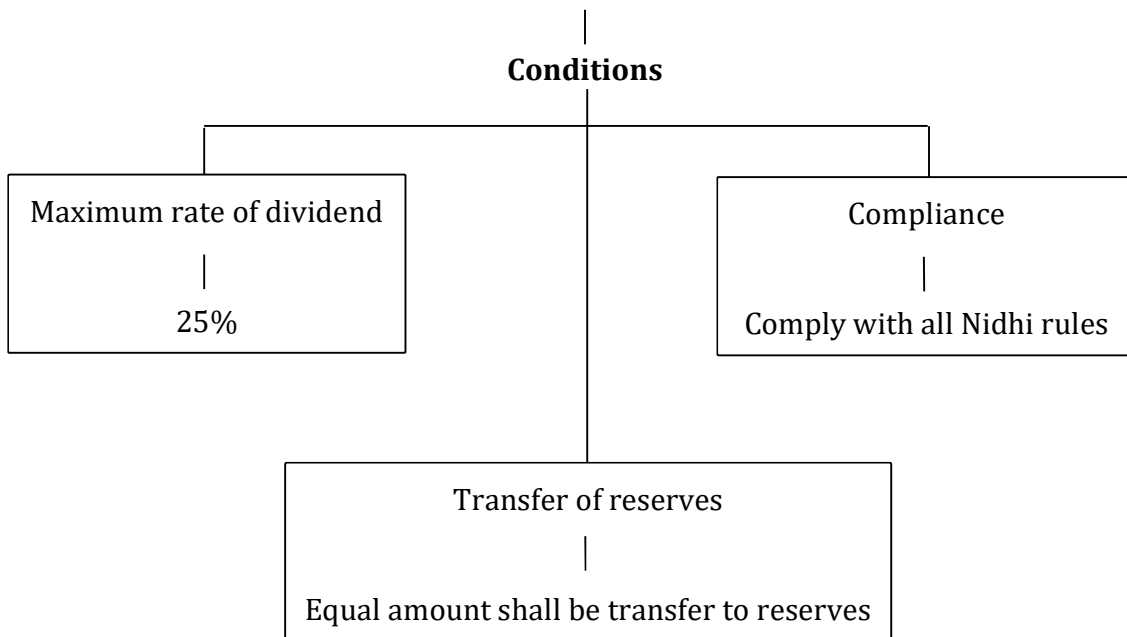 Conditions
Maximum rate of dividend
25%
Compliance
Comply with all Nidhi rules
Transfer of reserves
Equal amount shall be transfer to reserves